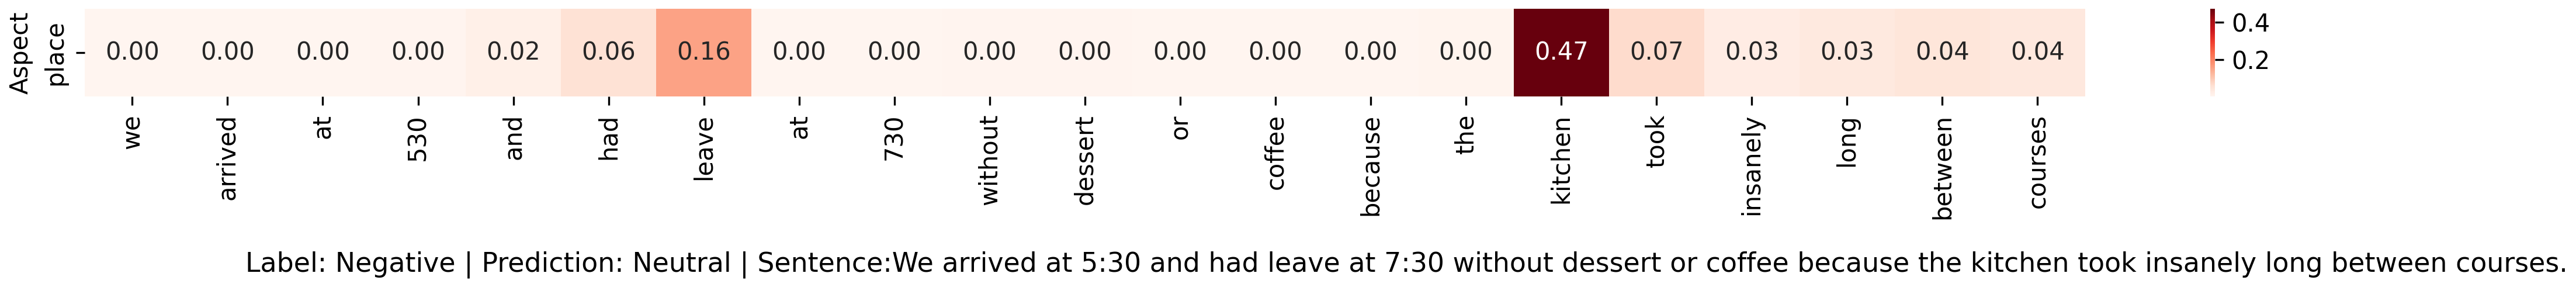 Aspect
place
0.00 0.00 0.00 0.00 0.02 0.06 0.16 0.00 0.00 0.00 0.00 0.00 0.00 0.00 0.00 0.47 0.07 0.03 0.03 0.04 0.04
we arrived at 530 and had leave at 730 without dessert or coffee because the kitchen took insanely long between courses
0.4
0.2
Label: Negative | Prediction: Neutral | Sentence:We arrived at 5:30 and had leave at 7:30 without dessert or coffee because the kitchen took insanely long between courses.